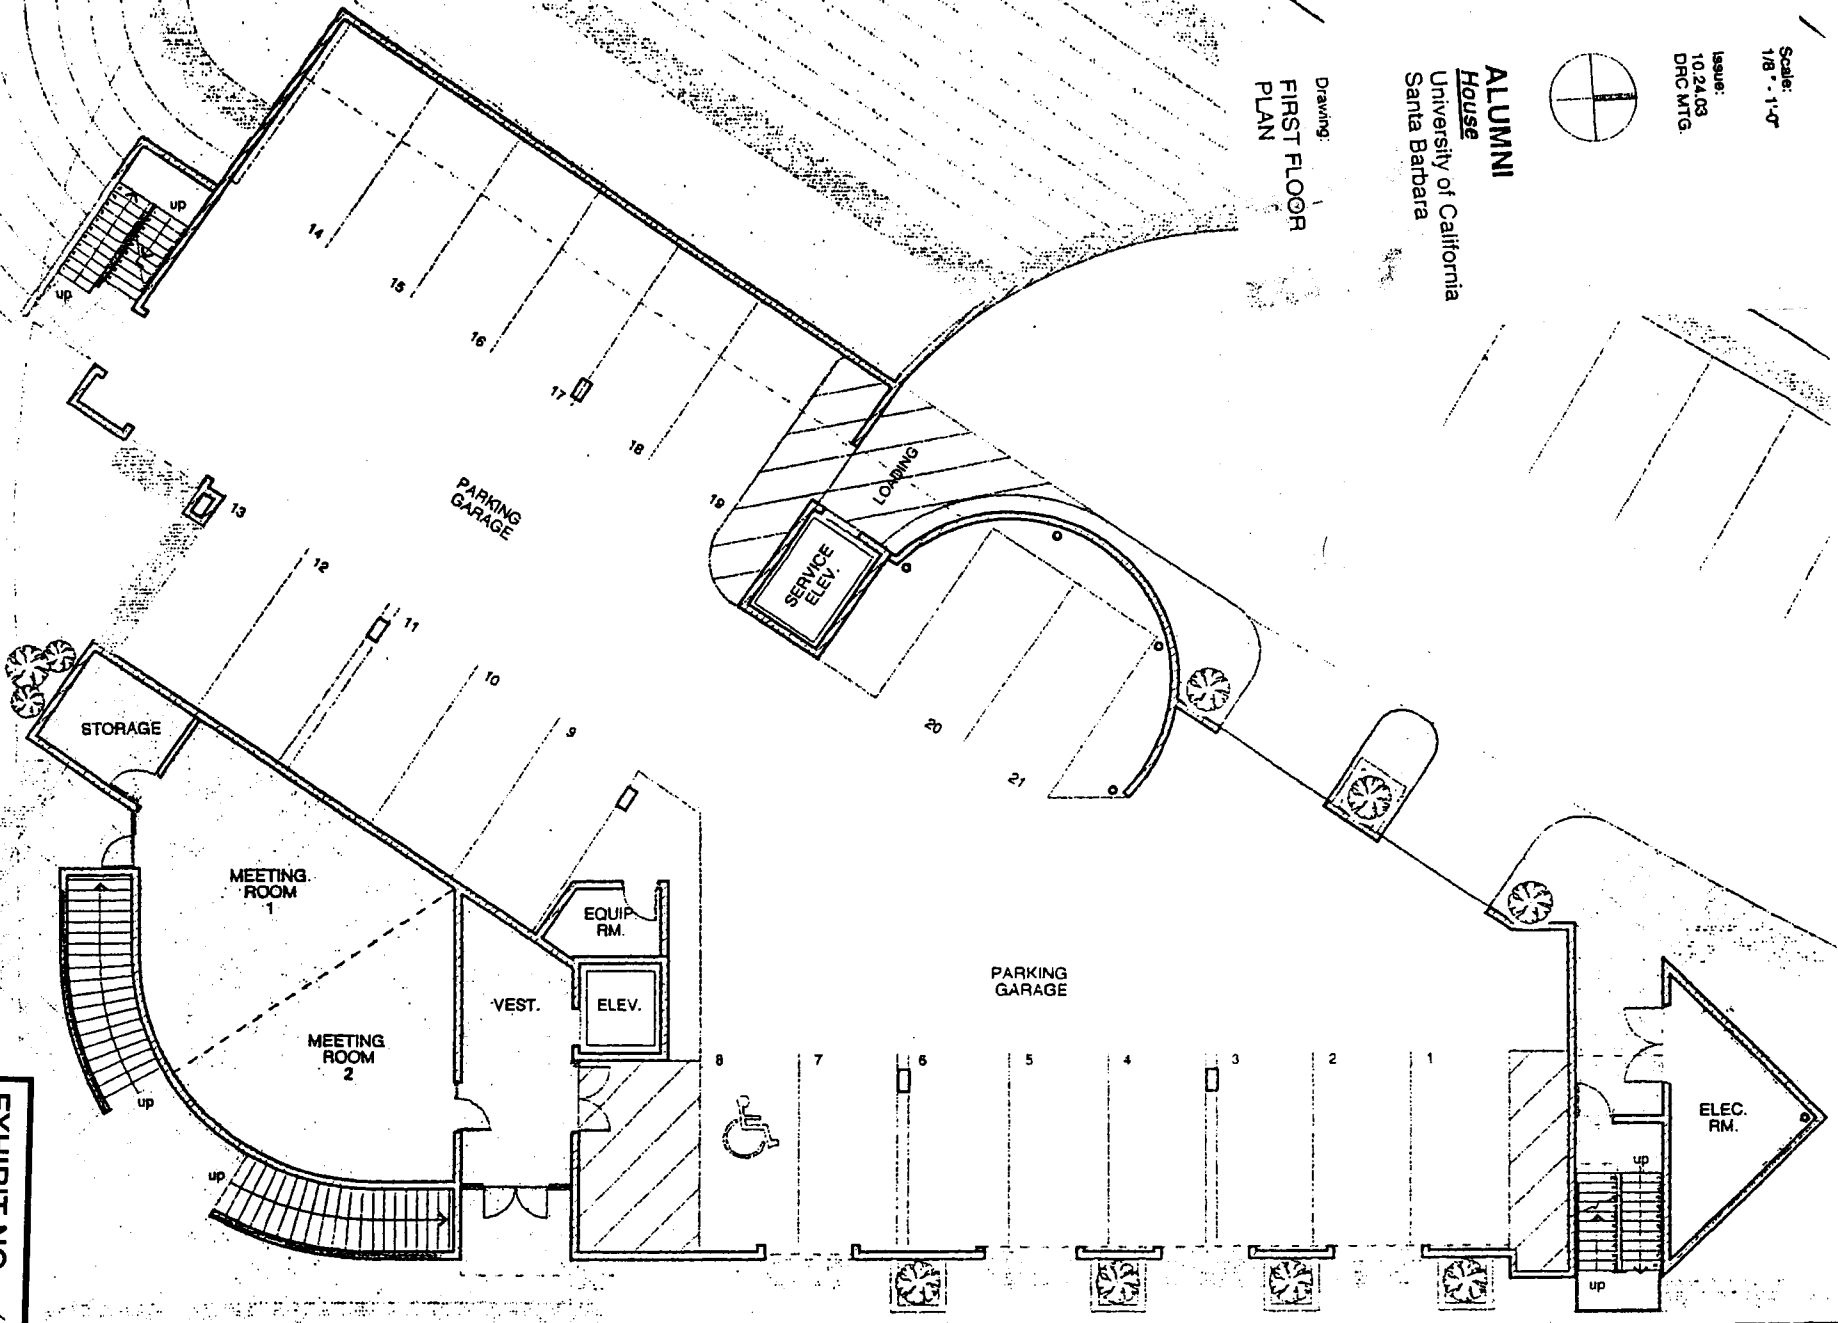 Scale:
1/8" - 1'-0"
Issue:
10.24.03
DRC MTG.
ALUMNI
House
University of California
Santa Barbara
Drawing:
FIRST FLOOR
PLAN
up
up
14
15
16
17
18
19
LOADING
SERVICE
ELEV.
PARKING
GARAGE
13
12
11
10
9
20
21
STORAGE
MEETING
ROOM
1
MEETING
ROOM
2
EQUIP.
RM.
VEST.
ELEV.
PARKING
GARAGE
8
7
6
5
4
3
2
1
ELEC.
RM.
up
up
up
up
EXHIBIT NO.